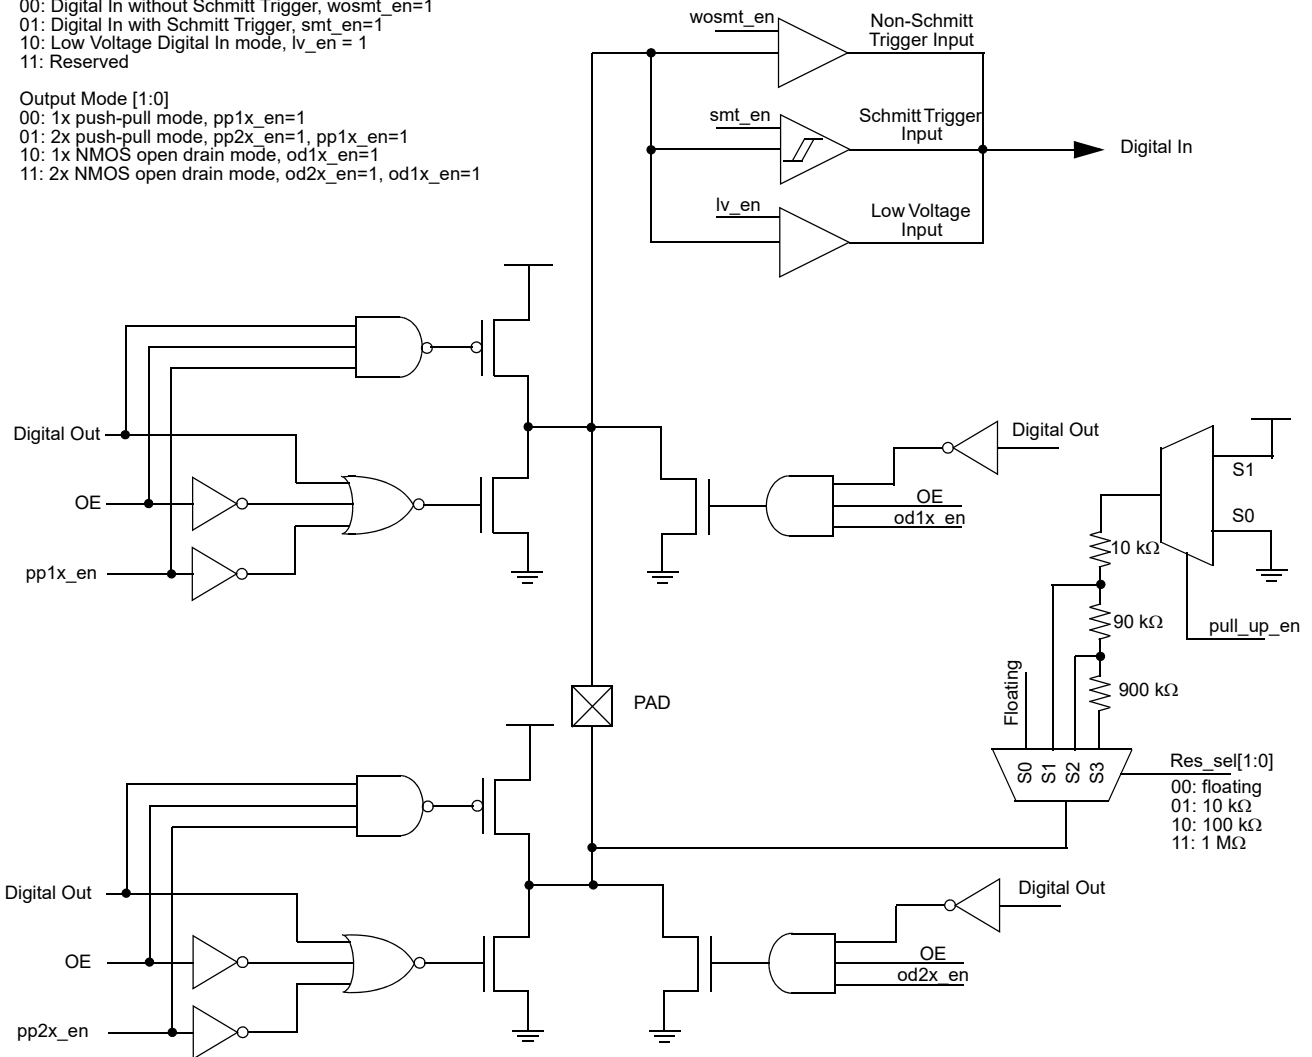 00: Digital In without Schmitt Trigger, wosmt_en=1
01: Digital In with Schmitt Trigger, smt_en=1
10: Low Voltage Digital In mode, lv_en = 1
11: Reserved
Output Mode [1:0]
00: 1x push-pull mode, pp1x_en=1
01: 2x push-pull mode, pp2x_en=1, pp1x_en=1
10: 1x NMOS open drain mode, od1x_en=1
11: 2x NMOS open drain mode, od2x_en=1, od1x_en=1
wosmt_en
Non-Schmitt
Trigger Input
smt_en
Schmitt Trigger
Input
Digital In
lv_en
Low Voltage
Input
Digital Out
OE
pp1x_en
Digital Out
OE
od1x_en
S1
S0
10 kΩ
90 kΩ
900 kΩ
pull_up_en
Floating
PAD
S0
S1
S2
S3
Res_sel[1:0]
00: floating
01: 10 kΩ
10: 100 kΩ
11: 1 MΩ
Digital Out
OE
pp2x_en
Digital Out
OE
od2x_en